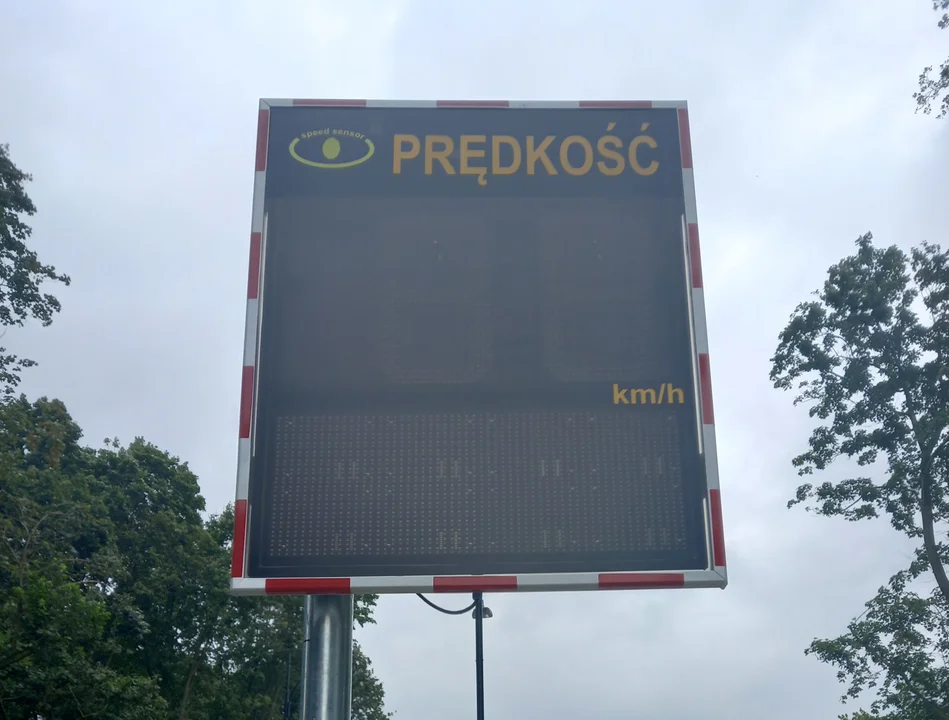 speed sensor
PRĘDKOŚĆ
km/h